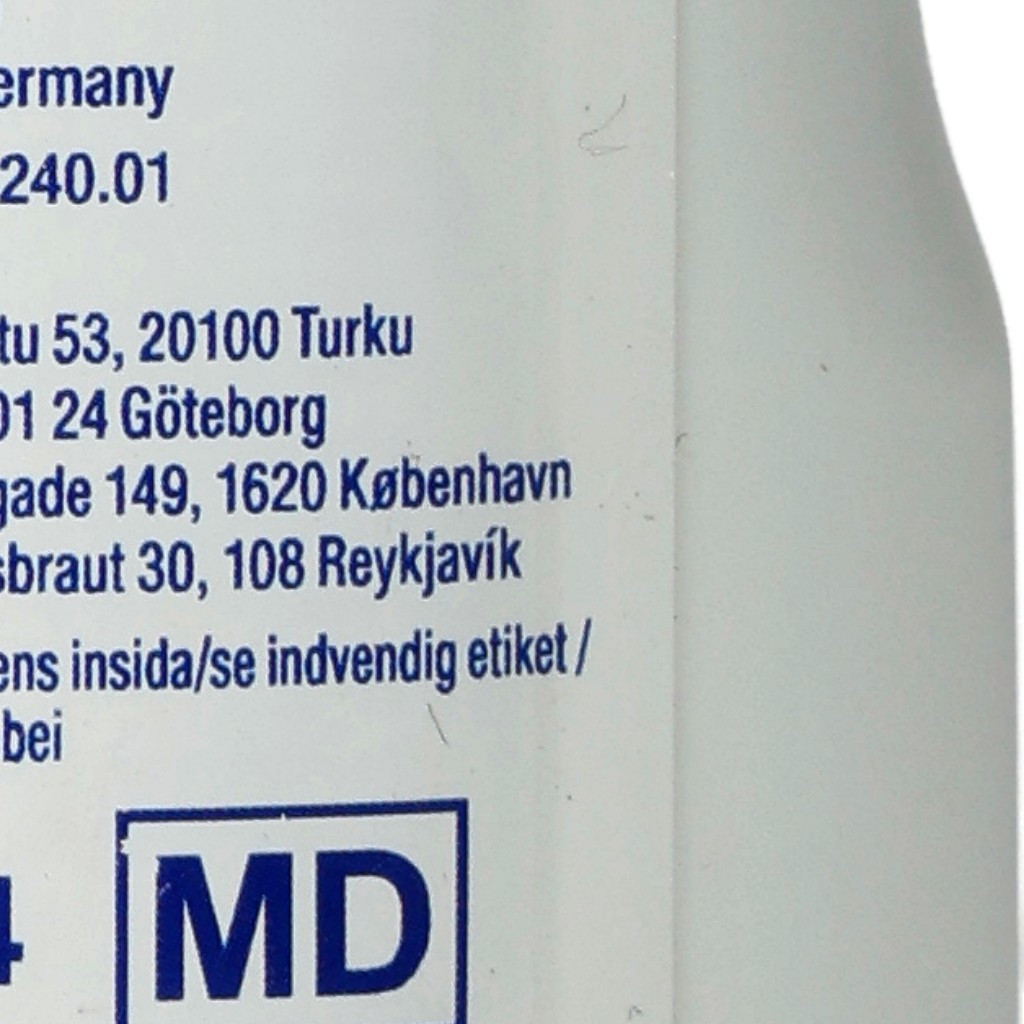 ermany
240.01
tu 53, 20100 Turku
01 24 Göteborg
gade 149, 1620 København
sbraut 30, 108 Reykjavík
ens insida/se indvendig etiket /
bei
4
MD